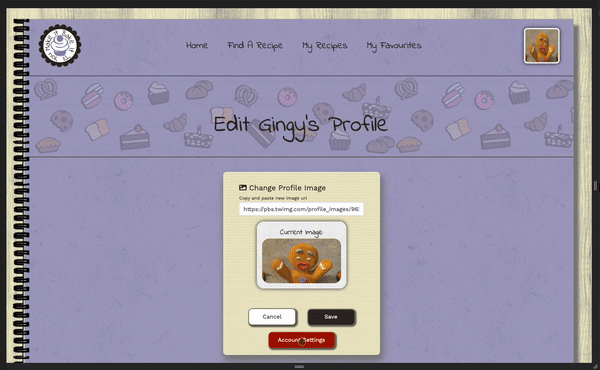 Home
Find A Recipe
My Recipes
My Favourites
Edit Gingy's Profile
Change Profile Image
Copy and paste new image url
https://pbs.twimg.com/profile_images/96
Current Image:
Cancel
Save
Account Settings